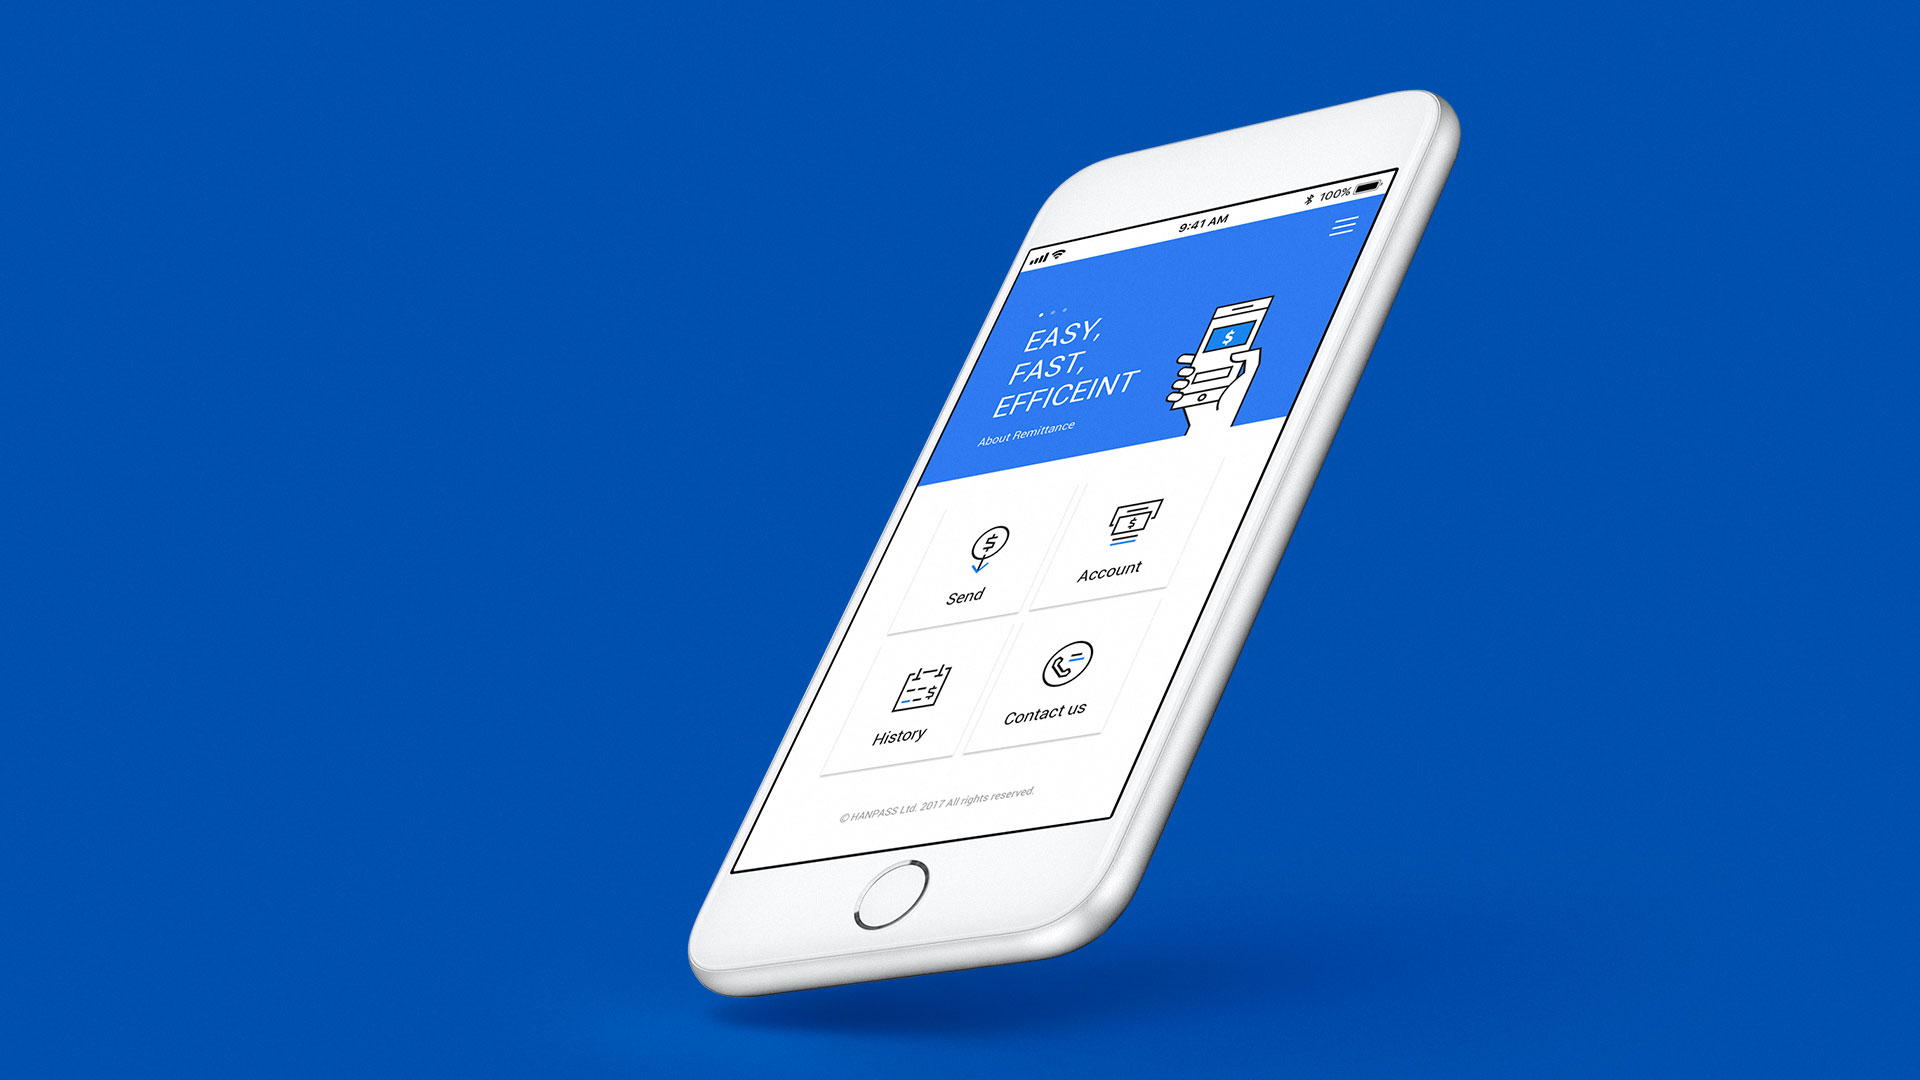 9:41 AM
100%
EASY,
FAST,
EFFICEINT
About Remittance
$
$
Send
$
Account
$
History
Contact us
© HANPASS Ltd. 2017 All rights reserved.